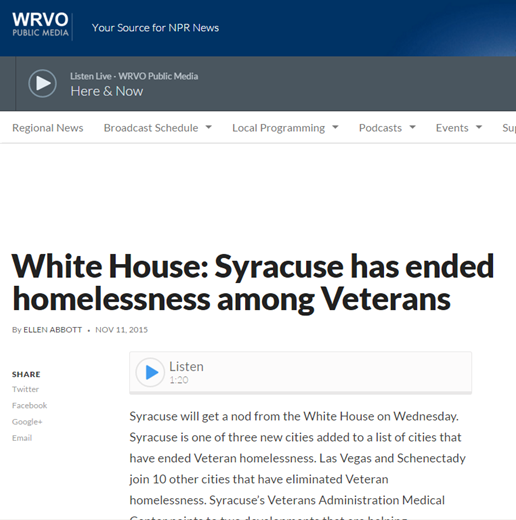 WRVO
PUBLIC MEDIA
Your Source for NPR News
Listen Live · WRVO Public Media
Here & Now
Regional News Broadcast Schedule Local Programming Podcasts Events Su
White House: Syracuse has ended
homelessness among Veterans
By ELLEN ABBOTT • NOV 11, 2015
SHARE
Twitter
Facebook
Google+
Email
Listen
1:20
Syracuse will get a nod from the White House on Wednesday.
Syracuse is one of three new cities added to a list of cities that
have ended Veteran homelessness. Las Vegas and Schenectady
join 10 other cities that have eliminated Veteran
homelessness. Syracuse's Veterans Administration Medical
Center points to two developments that are helping